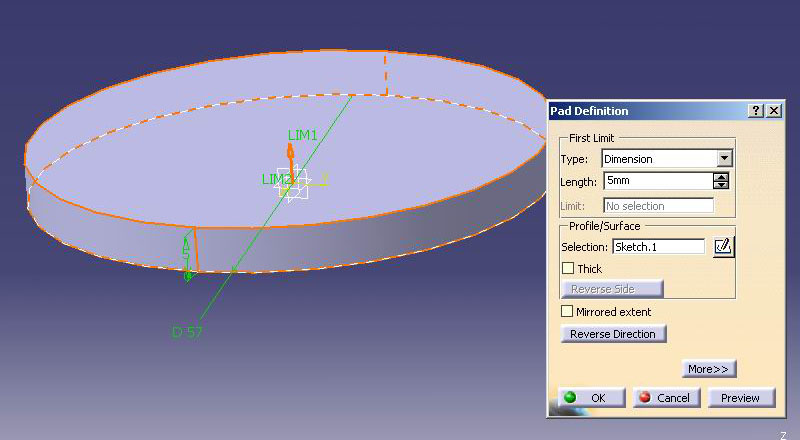 LIM1
LIM2
Y
5
D 57
Pad Definition
?
First Limit
Type:
Dimension
Length:
5mm
Limit:
No selection
Profile/Surface
Selection:
Sketch.1
Thick
Reverse Side
Mirrored extent
Reverse Direction
More>>
OK
Cancel
Preview
Z